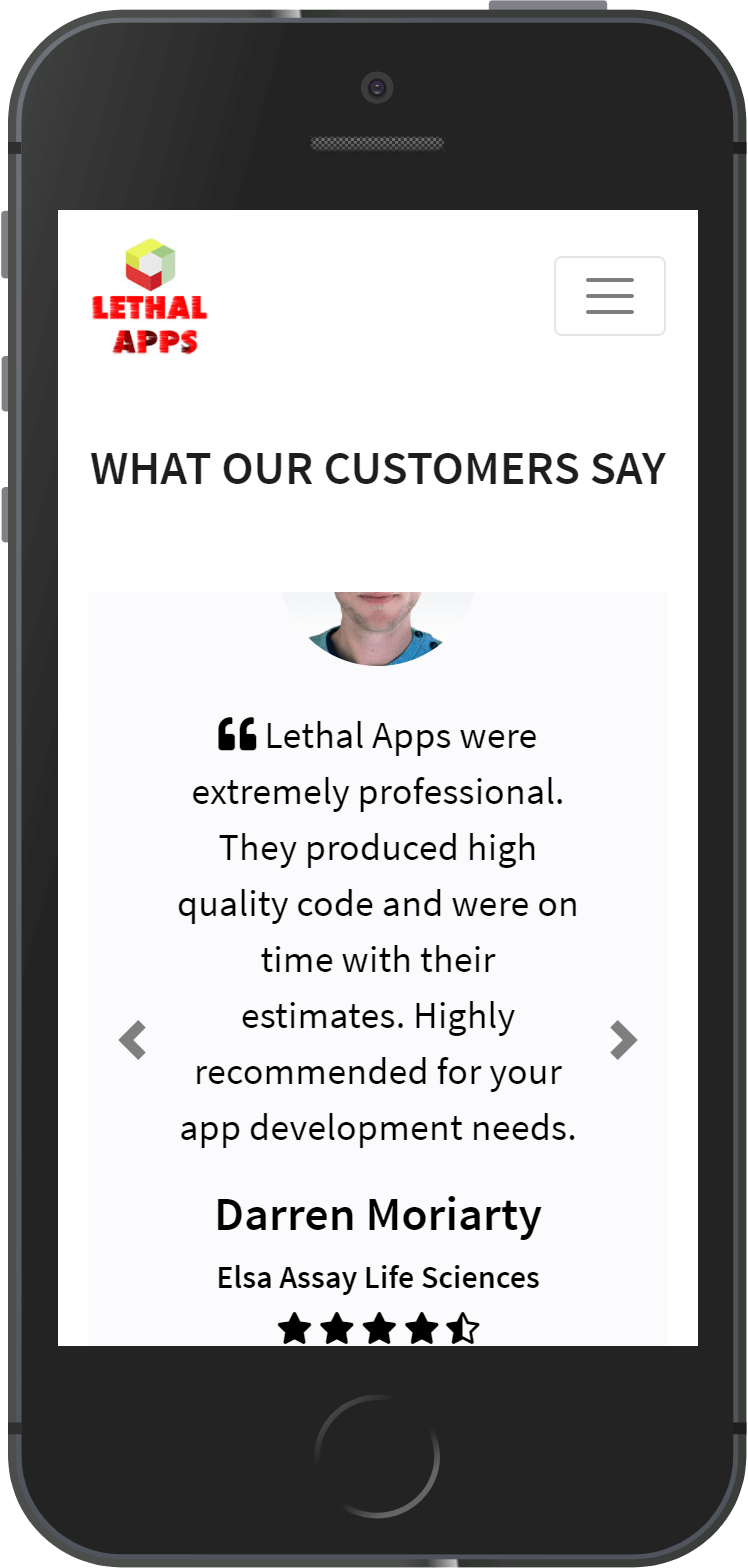 LETHAL
APPS
WHAT OUR CUSTOMERS SAY
“ Lethal Apps were
extremely professional.
They produced high
quality code and were on
time with their
estimates. Highly
recommended for your
app development needs.
Darren Moriarty
Elsa Assay Life Sciences